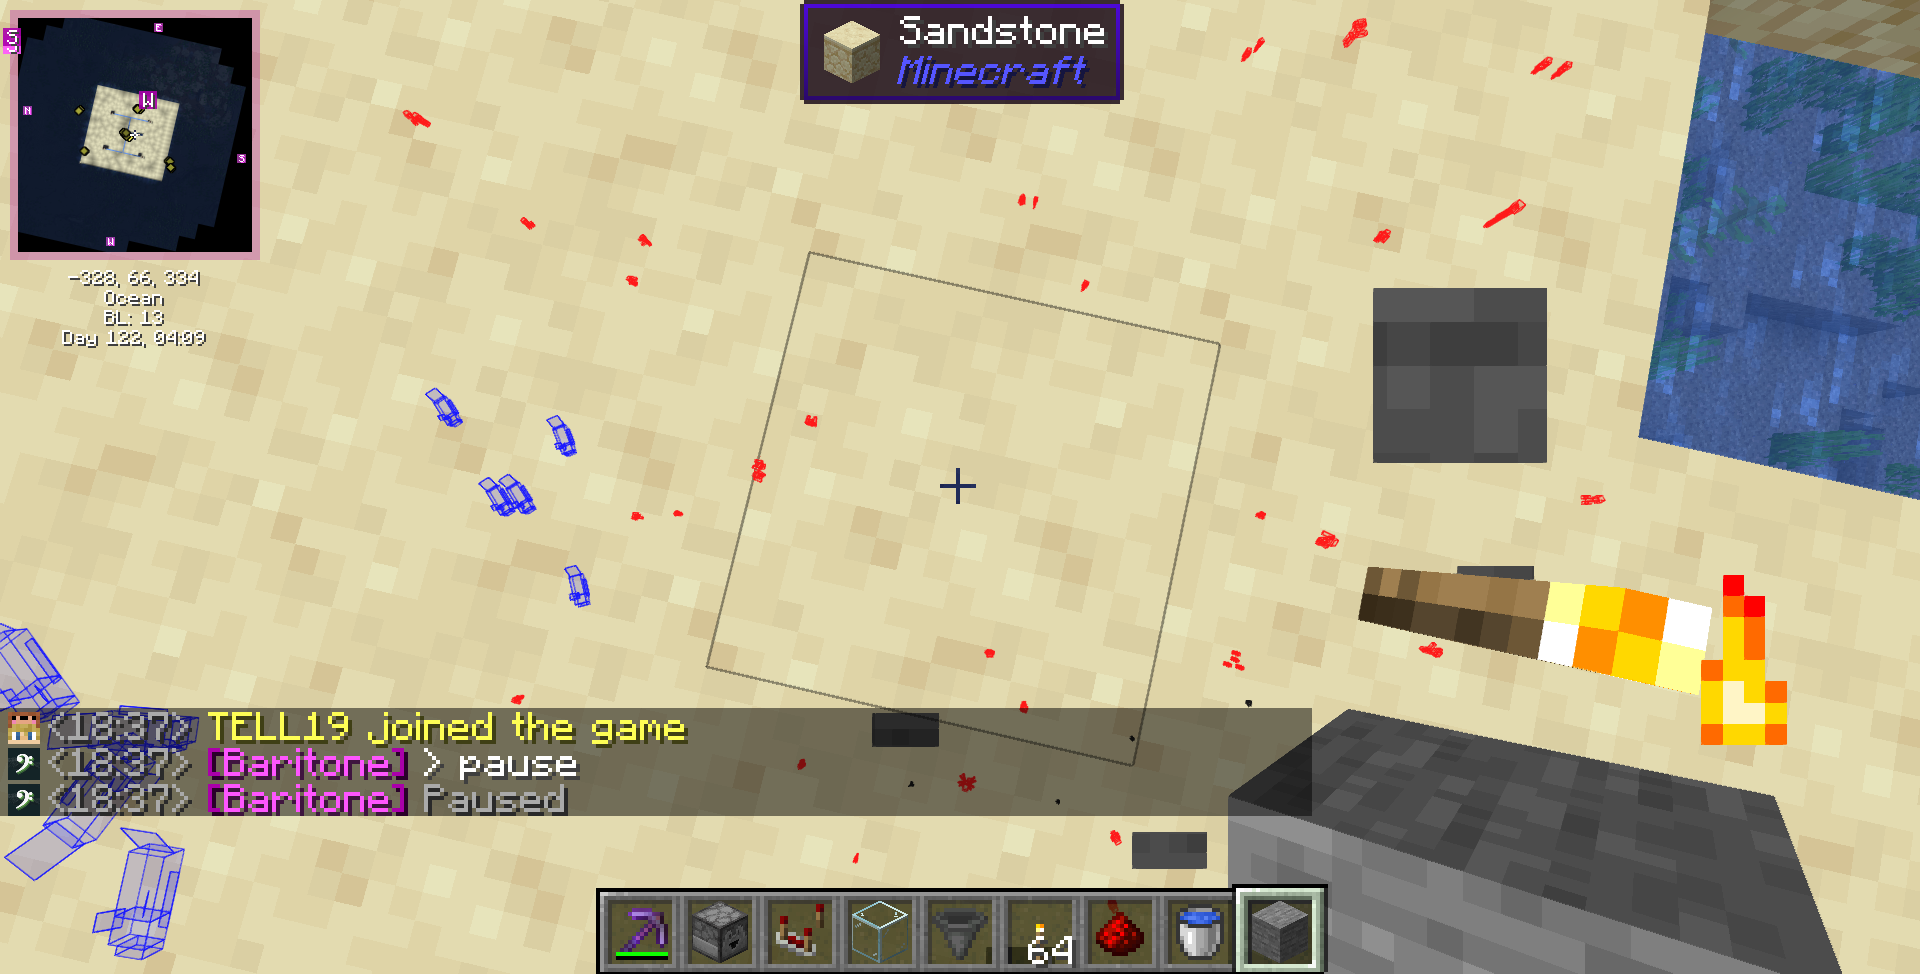 Sandstone
Minecraft
S
E
W
N
S
W
-328, 66, 334
Ocean
BL: 13
Day 122, 04:09
<18:37> TELL19 joined the game
<18:37> [Baritone] > pause
<18:37> [Baritone] Paused
64